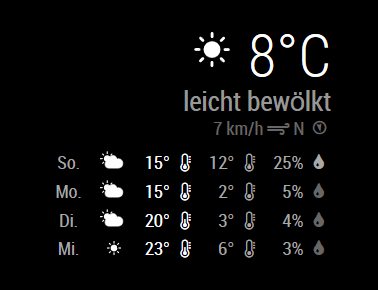 8°C
leicht bewölkt
7 km/h N
So. 15° 12° 25%
Mo. 15° 2° 5%
Di. 20° 3° 4%
Mi. 23° 6° 3%